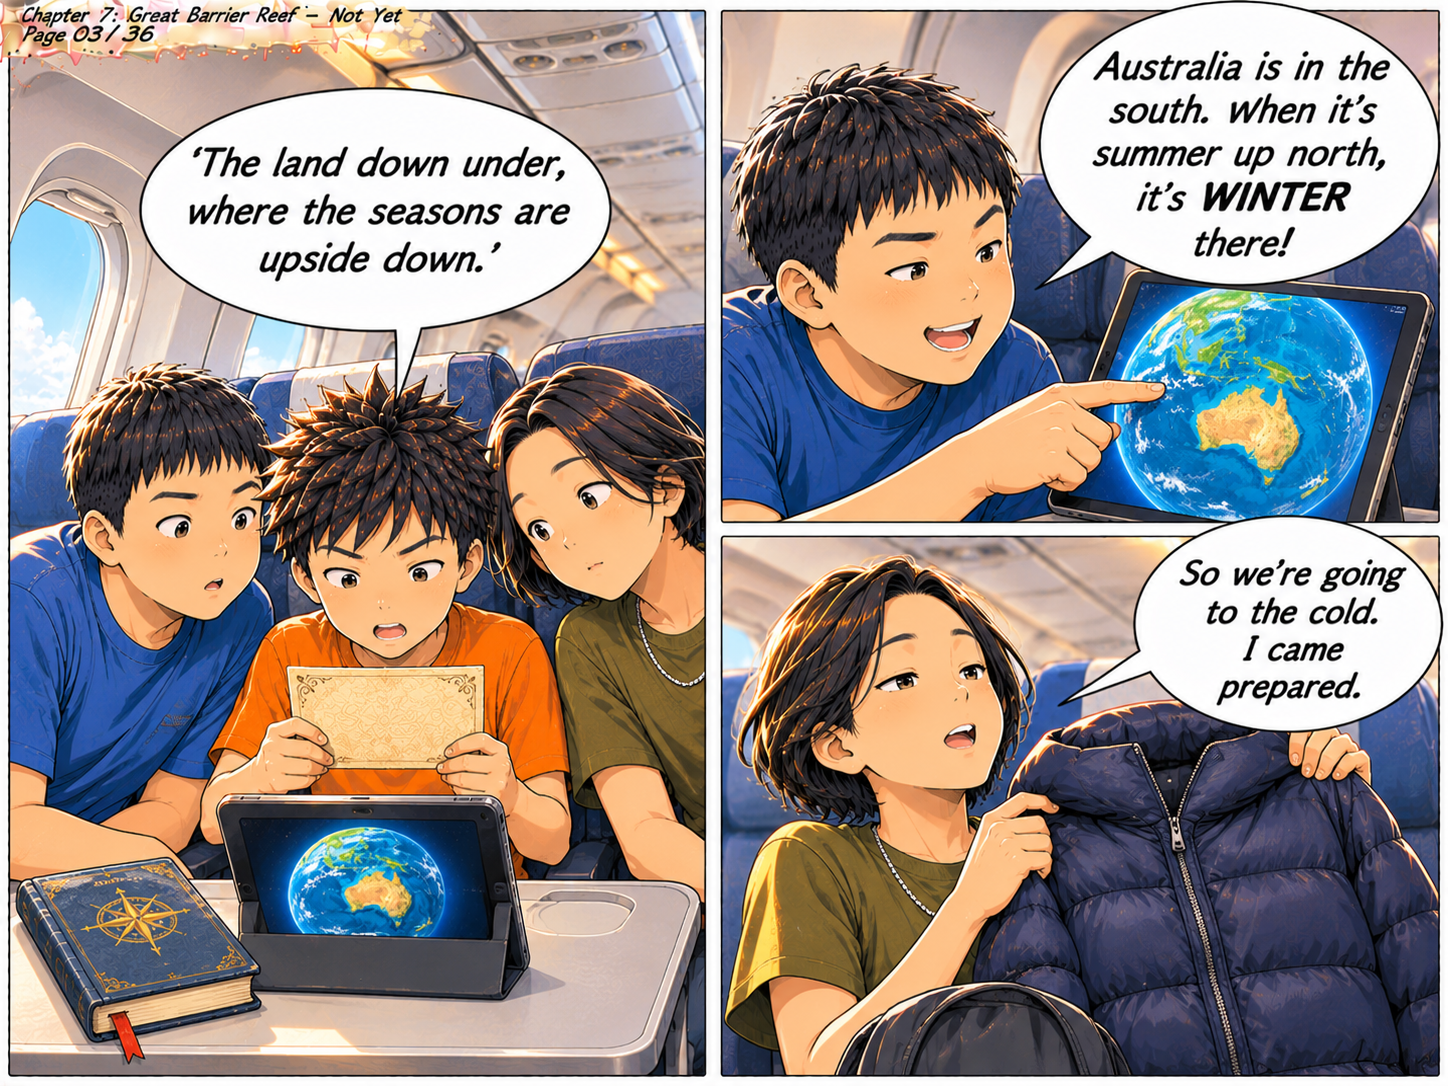 Chapter 7: Great Barrier Reef – Not Yet
Page 03 / 36
‘The land down under,
where the seasons are
upside down.’
Australia is in the
south. When it’s
summer up north,
it’s WINTER
there!
So we’re going
to the cold.
I came
prepared.